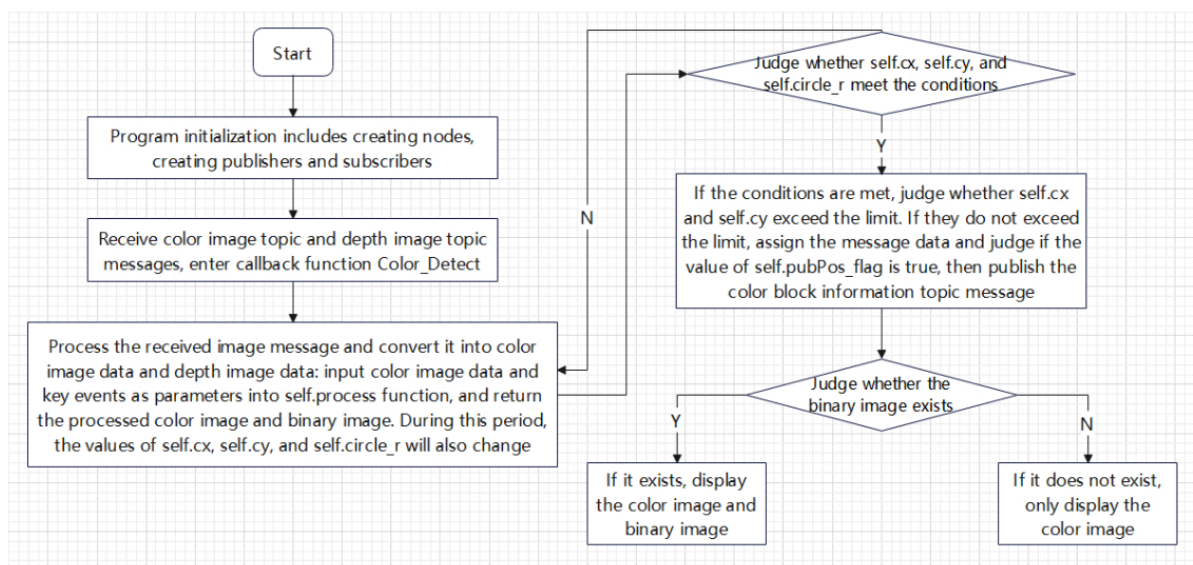 Start
Program initialization includes creating nodes,
creating publishers and subscribers
Receive color image topic and depth image topic
messages, enter callback function Color_Detect
Process the received image message and convert it into color
image data and depth image data: input color image data and
key events as parameters into self.process function, and return
the processed color image and binary image. During this period,
the values of self.cx, self.cy, and self.circle_r will also change
N
Judge whether self.cx, self.cy, and
self.circle_r meet the conditions
Y
If the conditions are met, judge whether self.cx
and self.cy exceed the limit. If they do not exceed
the limit, assign the message data and judge if the
value of self.pubPos_flag is true, then publish the
color block information topic message
Judge whether the
binary image exists
Y
N
If it exists, display
the color image and
binary image
If it does not exist,
only display the
color image